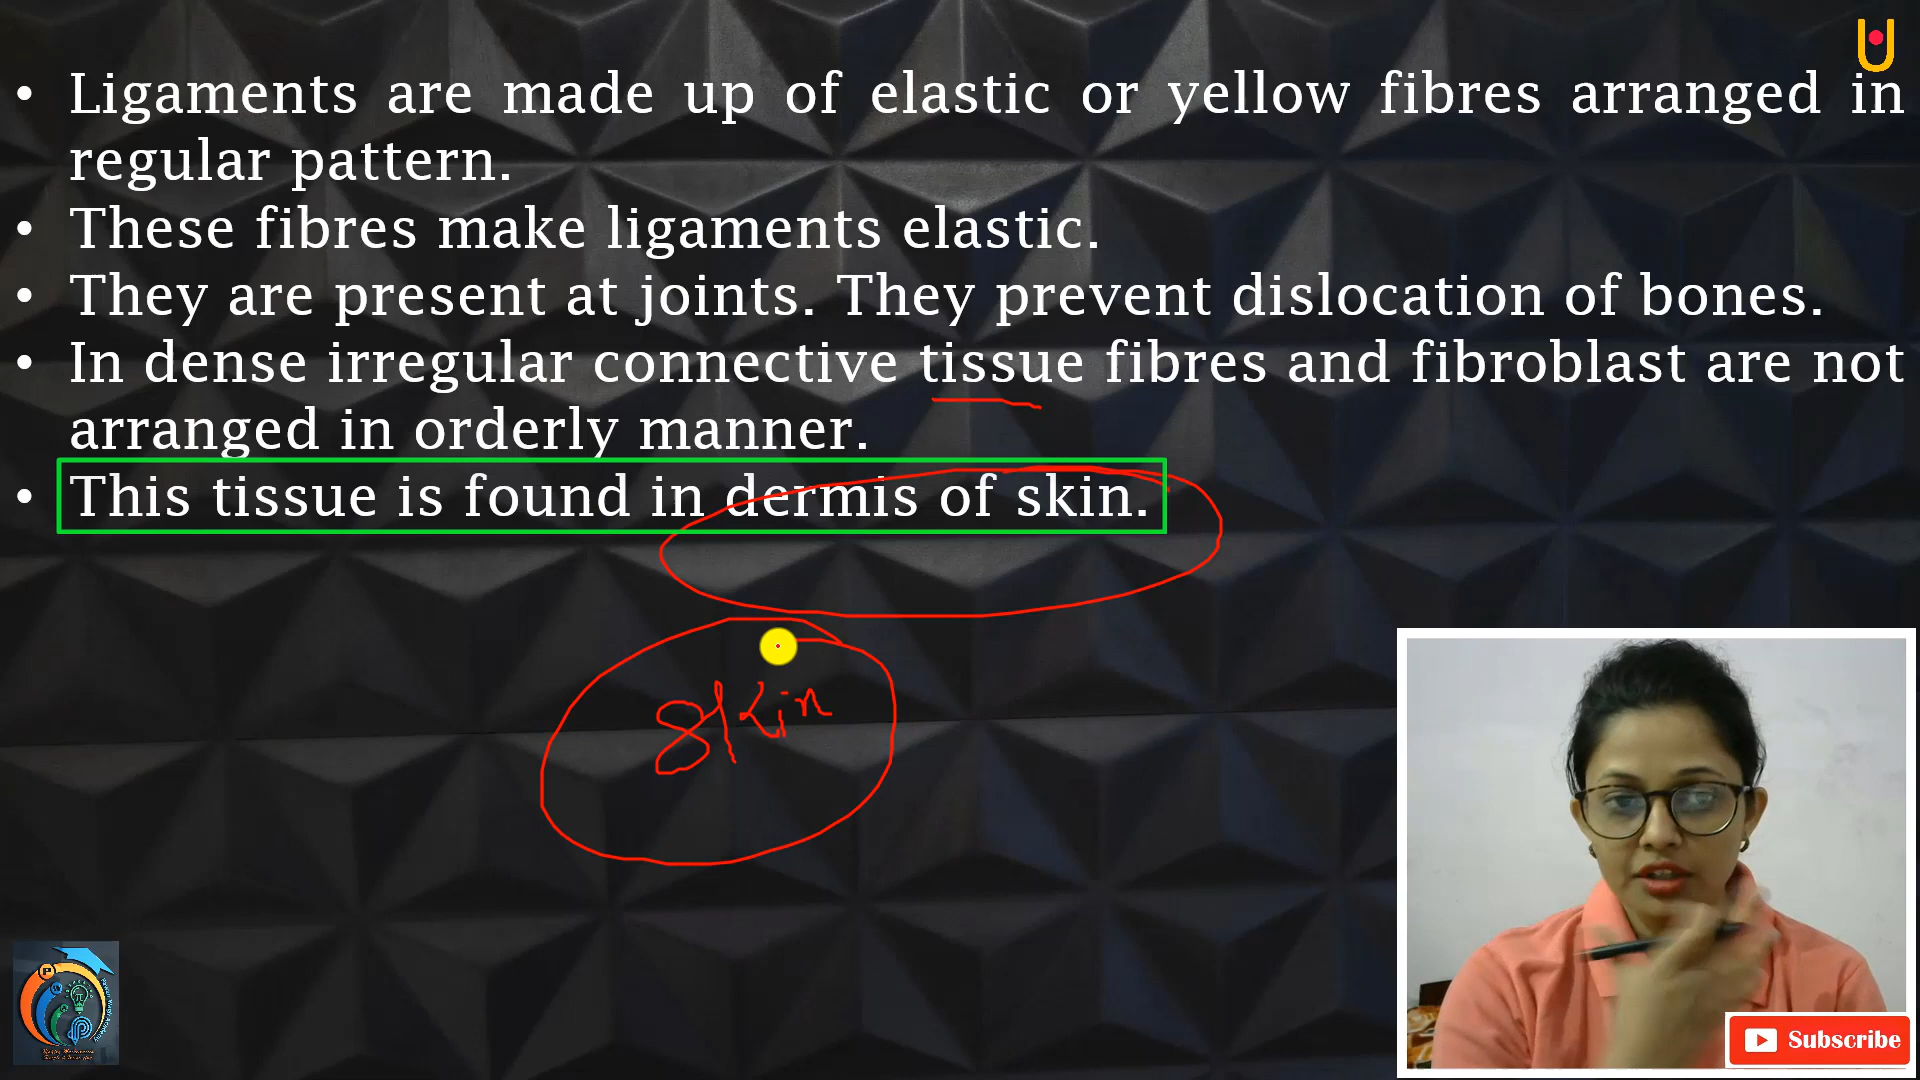 • Ligaments are made up of elastic or yellow fibres arranged in
regular pattern.
• These fibres make ligaments elastic.
• They are present at joints. They prevent dislocation of bones.
• In dense irregular connective tissue fibres and fibroblast are not
arranged in orderly manner.
• This tissue is found in dermis of skin.
Skin
Subscribe